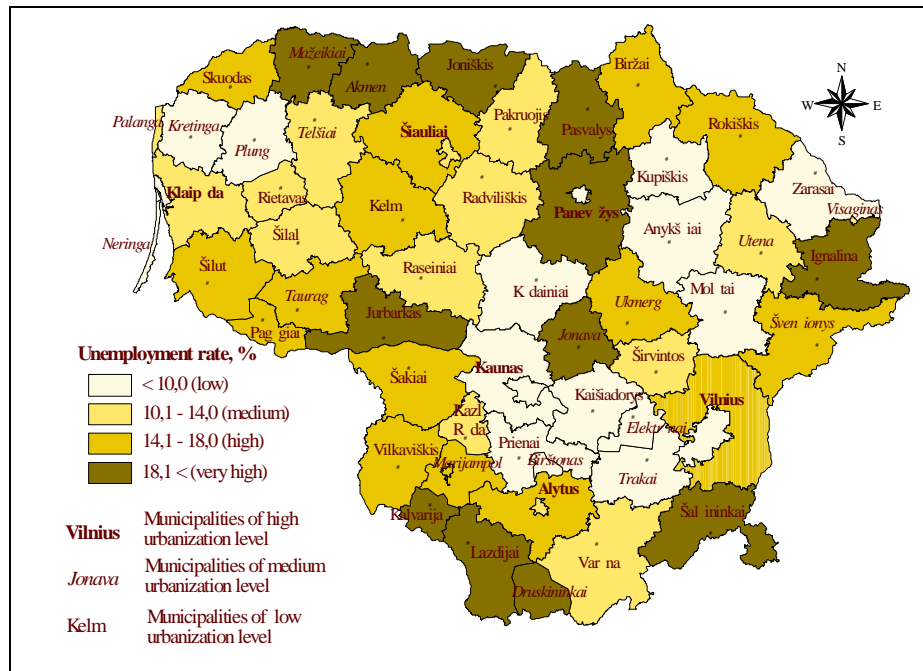 N
W E
S
Mažeikiai
Skuodas
Akmen
Joniškis
Biržai
Palanga
Kretinga
Plung
Telšiai
Šiauliai
Pakruojis
Pasvalys
Rokiškis
Kupiškis
Zarasai
Visaginas
Klaip da
Rietavas
Kelm
Radviliškis
Panev žys
Anykš iai
Utena
Ignalina
Neringa
Šilal
Šilut
Raseiniai
K dainiai
Mol tai
Taurag
Ukmerg
Jurbarkas
Pag giai
Jonava
Šven ionys
Širvintos
Unemployment rate, %
< 10,0 (low)
10,1 - 14,0 (medium)
14,1 - 18,0 (high)
18,1 < (very high)
Šakiai
Kaunas
Kaišiadorys
Vilnius
Kazl
R da
Elektr nai
Prienai
Vilkaviškis
Marijampol
Birštonas
Trakai
Kalvarija
Alytus
Šal ininkai
Lazdijai
Var na
Druskininkai
Vilnius Municipalities of high
urbanization level
Jonava Municipalities of medium
urbanization level
Kelm Municipalities of low
urbanization level